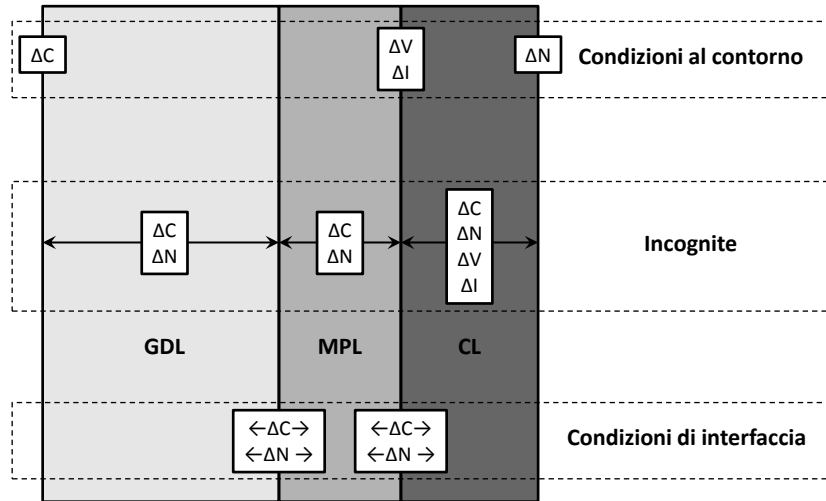 ΔC
ΔV
ΔI
ΔN
Condizioni al contorno
ΔC
ΔN
ΔC
ΔN
ΔC
ΔN
ΔV
ΔI
Incognite
GDL
MPL
CL
←ΔC→
←ΔN →
←ΔC→
←ΔN →
Condizioni di interfaccia